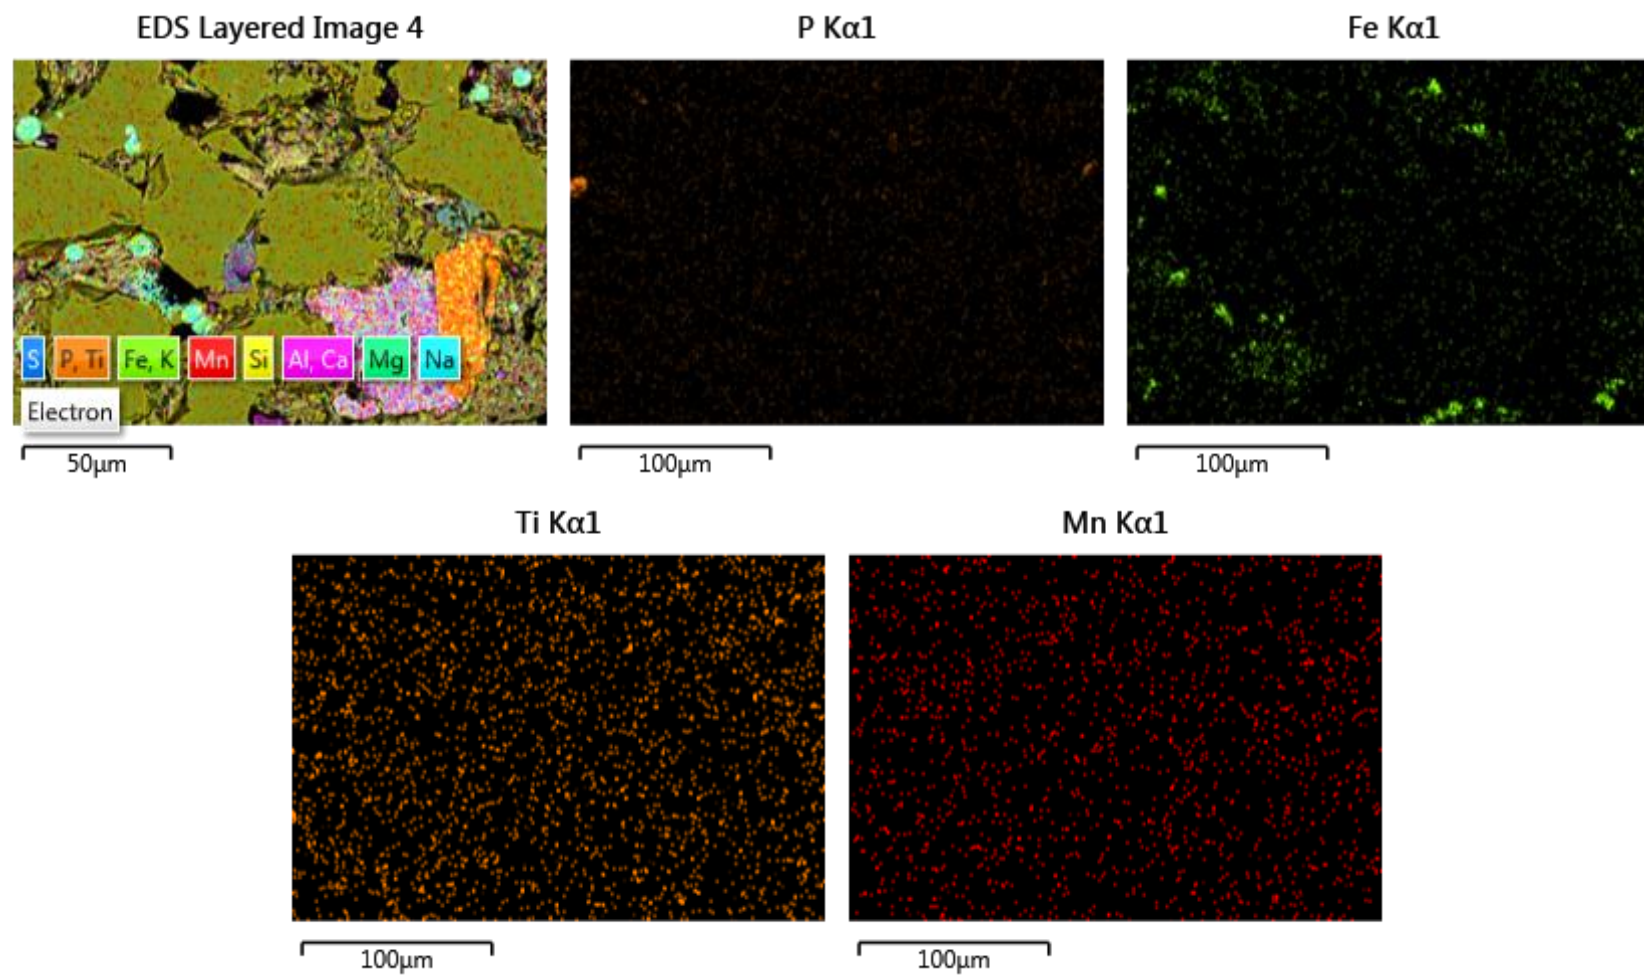 EDS Layered Image 4
P Kα1
Fe Kα1
S P, Ti Fe, K Mn Si Al, Ca Mg Na
Electron
50μm
100μm
100μm
Ti Kα1
Mn Kα1
100μm
100μm